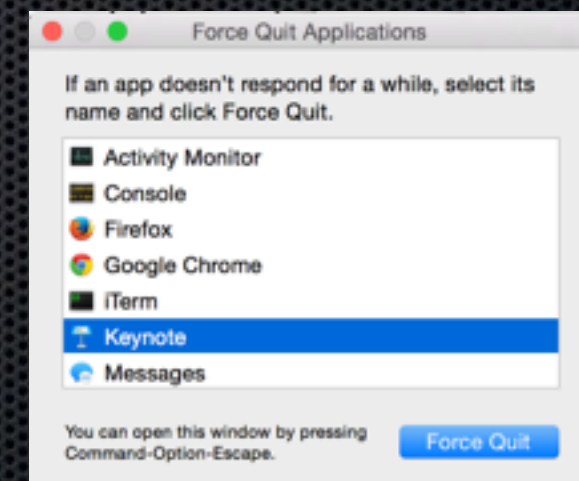 Force Quit Applications
If an app doesn't respond for a while, select its
name and click Force Quit.
Activity Monitor
Console
Firefox
Google Chrome
iTerm
Keynote
Messages
You can open this window by pressing
Command-Option-Escape.
Force Quit